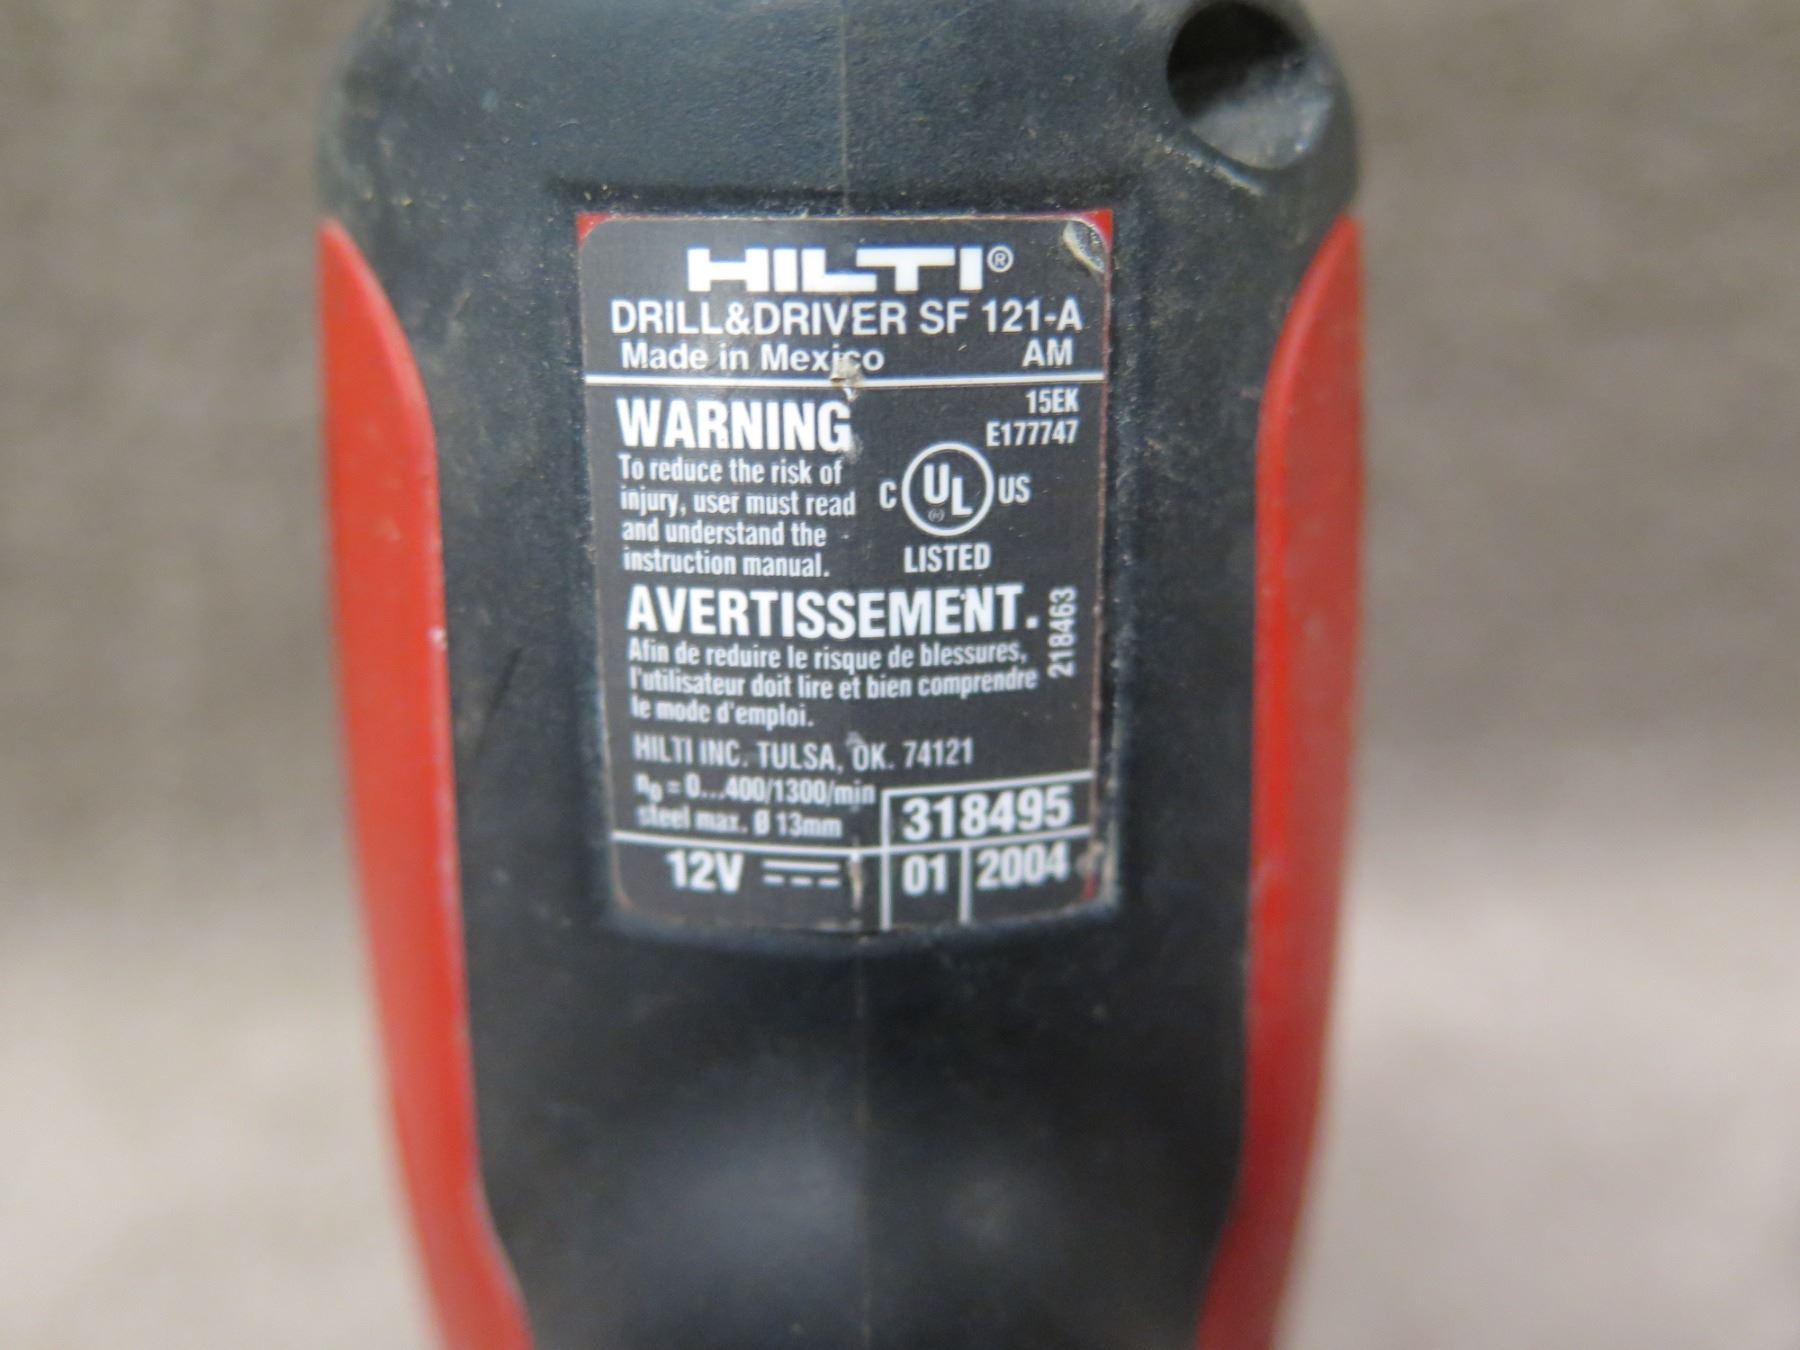 HILTI®
DRILL&DRIVER SF 121-A
Made in Mexico AM
15EK
WARNING E177747
To reduce the risk of
injury, user must read
and understand the
instruction manual.
C UL US
LISTED
AVERTISSEMENT.
Afin de reduire le risque de blessures,
l'utilisateur doit lire et bien comprendre
le mode d'emploi.
218463
HILTI INC. TULSA, OK. 74121
n0 = 0...400/1300/min
steel max. Ø 13mm
318495
12V 01 2004